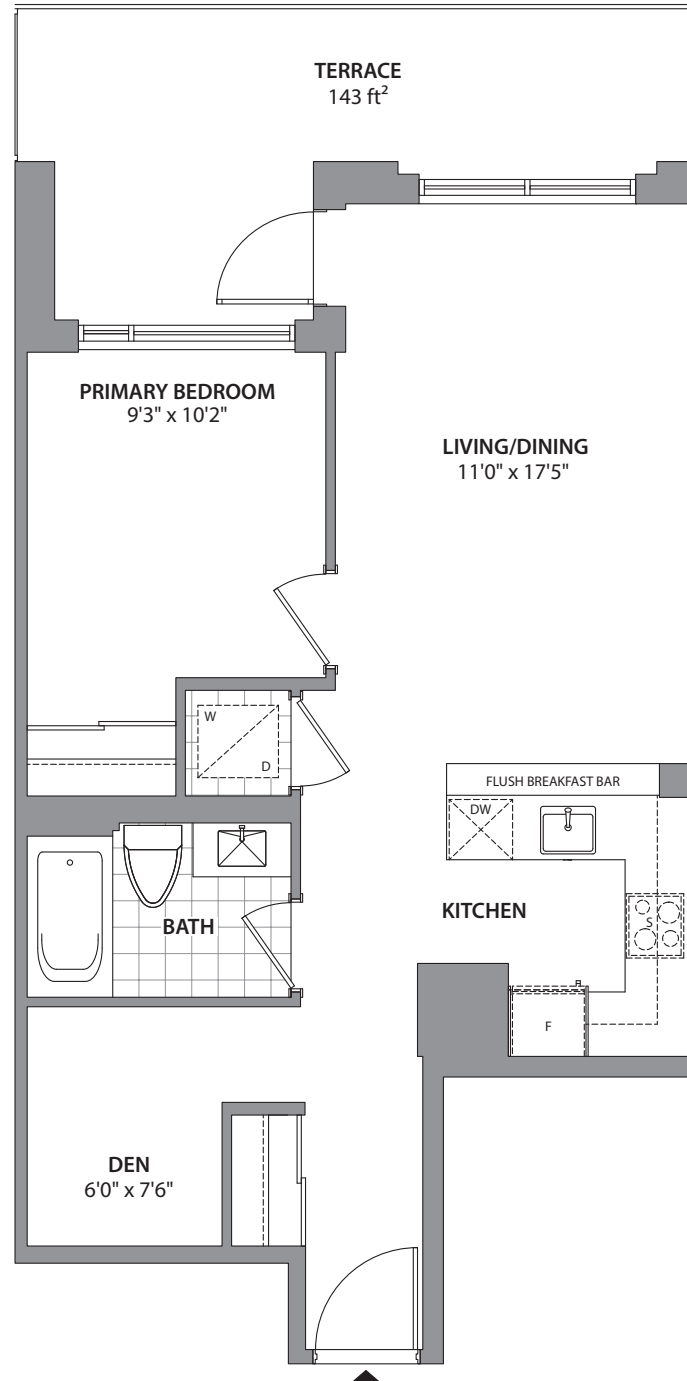 TERRACE
143 ft²
PRIMARY BEDROOM
9'3" x 10'2"
LIVING/DINING
11'0" x 17'5"
W
D
FLUSH BREAKFAST BAR
DW
KITCHEN
S
BATH
F
DEN
6'0" x 7'6"